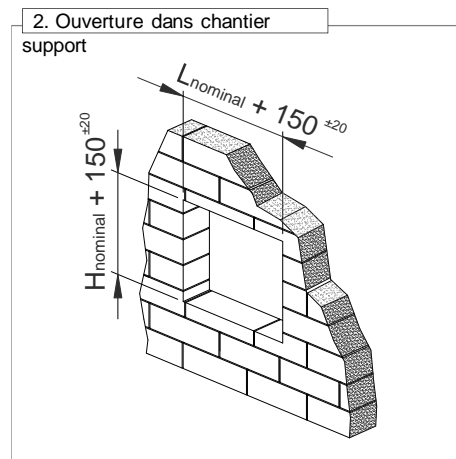 2. Ouverture dans chantier
support
Lnominal + 150 ±20
Hnominal + 150 ±20